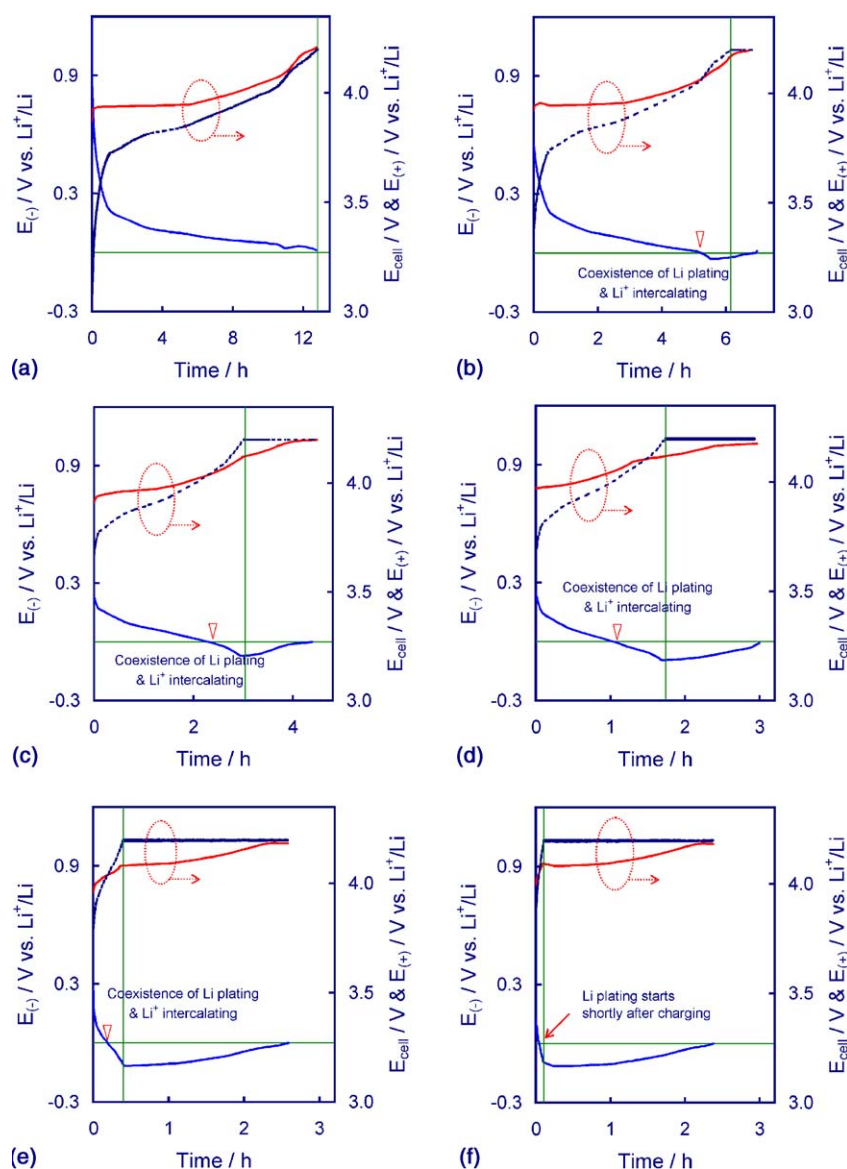 0.9
0.3
-0.3
E(-) / V vs. Li+/Li
4.0
3.5
3.0
Ecell / V & E(+) / V vs. Li+/Li
0 4 8 12
Time / h
(a)
0.9
0.3
-0.3
E(-) / V vs. Li+/Li
Coexistence of Li plating
& Li+ intercalating
4.0
3.5
3.0
Ecell / V & E(+) / V vs. Li+/Li
0 2 4 6
Time / h
(b)
0.9
0.3
-0.3
E(-) / V vs. Li+/Li
Coexistence of Li plating
& Li+ intercalating
4.0
3.5
3.0
Ecell / V & E(+) / V vs. Li+/Li
0 2 4
Time / h
(c)
0.9
0.3
-0.3
E(-) / V vs. Li+/Li
Coexistence of Li plating
& Li+ intercalating
4.0
3.5
3.0
Ecell / V & E(+) / V vs. Li+/Li
0 1 2 3
Time / h
(d)
0.9
0.3
-0.3
E(-) / V vs. Li+/Li
Coexistence of Li plating
& Li+ intercalating
4.0
3.5
3.0
Ecell / V & E(+) / V vs. Li+/Li
0 1 2 3
Time / h
(e)
0.9
0.3
-0.3
E(-) / V vs. Li+/Li
Li plating starts
shortly after charging
4.0
3.5
3.0
Ecell / V & E(+) / V vs. Li+/Li
0 1 2 3
Time / h
(f)